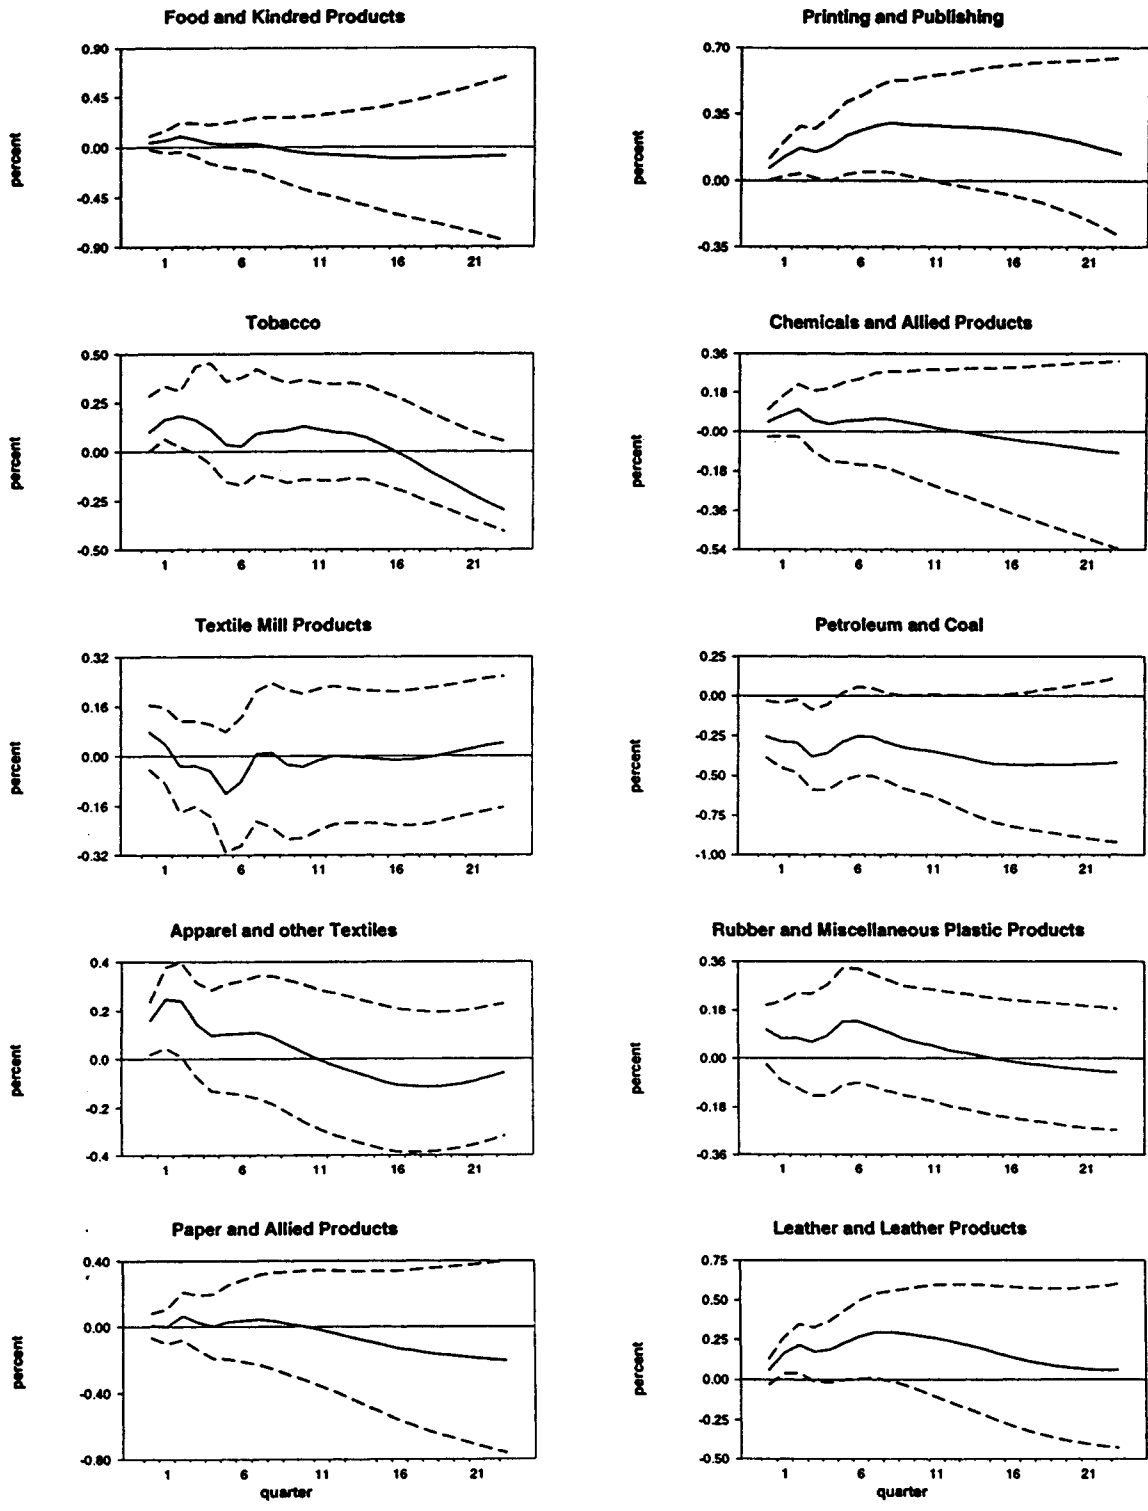 Food and Kindred Products
percent
0.90
0.45
0.00
-0.45
-0.90
1 6 11 16 21
Printing and Publishing
percent
0.70
0.35
0.00
-0.35
1 6 11 16 21
Tobacco
percent
0.50
0.25
0.00
-0.25
-0.50
1 6 11 16 21
Chemicals and Allied Products
percent
0.36
0.18
-0.00
-0.18
-0.36
-0.54
1 6 11 16 21
Textile Mill Products
percent
0.32
0.16
0.00
-0.16
-0.32
1 6 11 16 21
Petroleum and Coal
percent
0.25
0.00
-0.25
-0.50
-0.75
-1.00
1 6 11 16 21
Apparel and other Textiles
percent
0.4
0.2
0.0
-0.2
-0.4
1 6 11 16 21
Rubber and Miscellaneous Plastic Products
percent
0.36
0.18
0.00
-0.18
-0.36
1 6 11 16 21
Paper and Allied Products
percent
0.40
0.00
-0.40
-0.80
1 6 11 16 21
quarter
Leather and Leather Products
percent
0.75
0.50
0.25
0.00
-0.25
-0.50
1 6 11 16 21
quarter